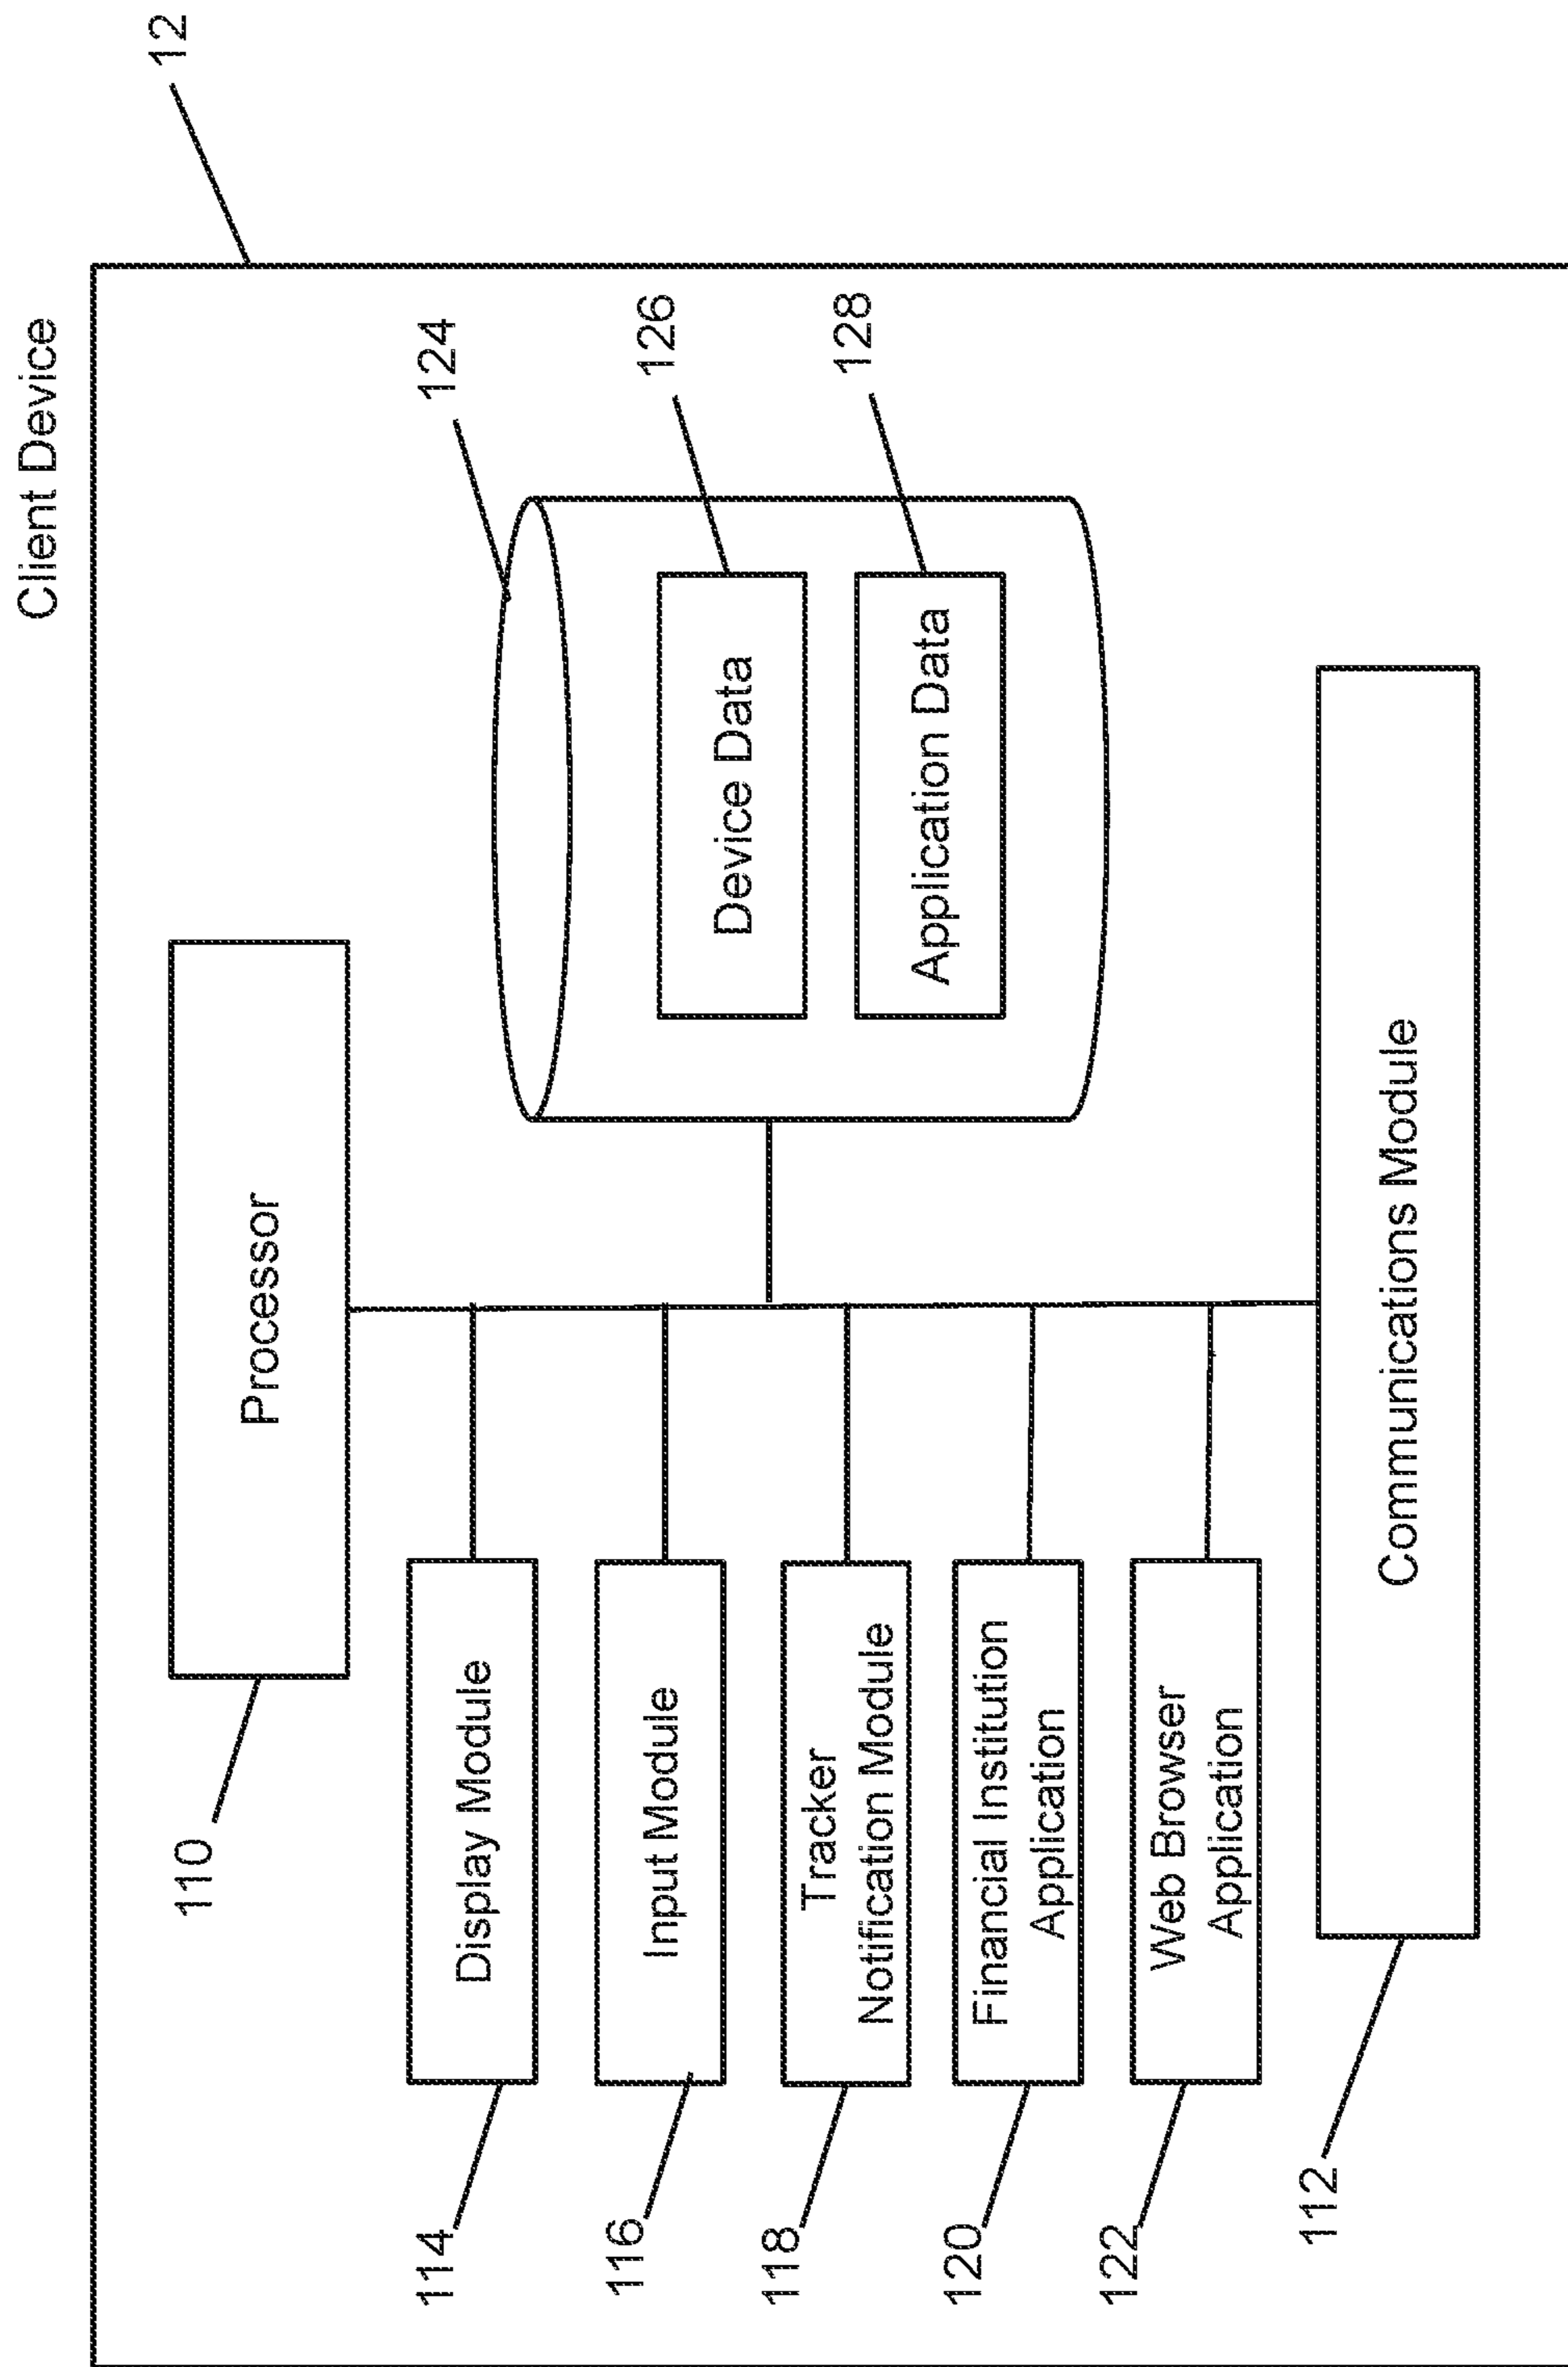 Client Device
12
Processor
110
124
Device Data
126
Application Data
128
Display Module
114
Input Module
116
Tracker
Notification Module
118
Financial Institution
Application
120
Web Browser
Application
122
Communications Module
112